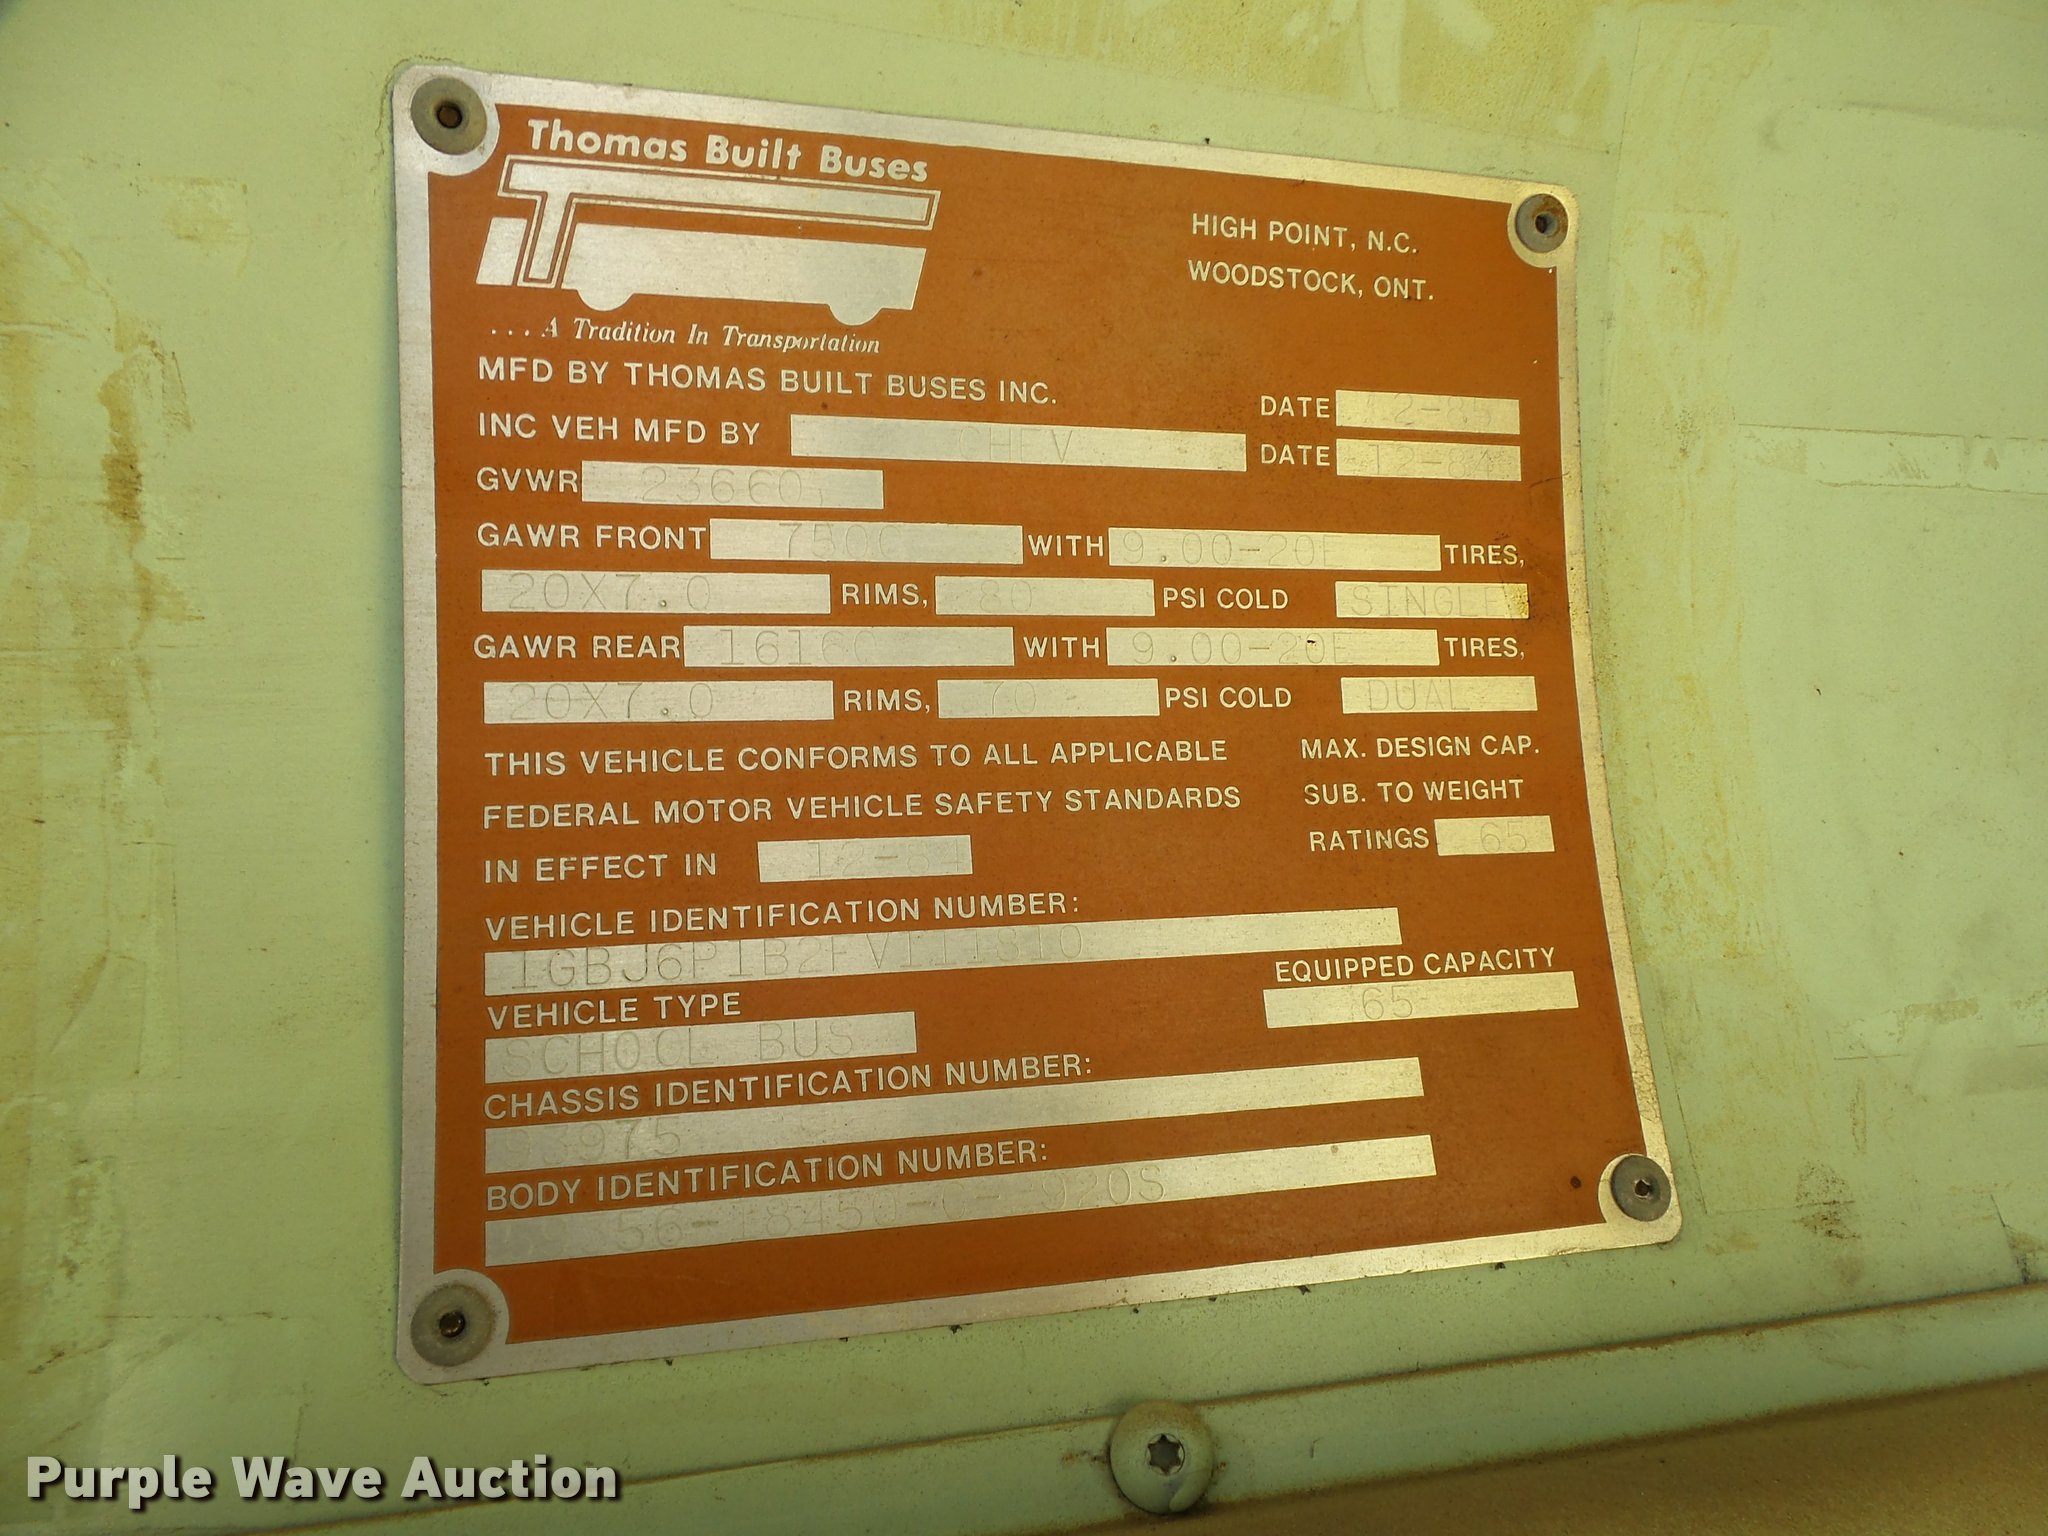 Thomas Built Buses
HIGH POINT, N.C.
WOODSTOCK, ONT.
....A Tradition In Transportation
MFD BY THOMAS BUILT BUSES INC. DATE
INC VEH MFD BY CHEV DATE 12-84
GVWR 23660
GAWR FRONT 7500 WITH 9.00-20E TIRES,
20X7.0 RIMS, 80 PSI COLD SINGLE
GAWR REAR 16160 WITH 9.00-20E TIRES,
20X7.0 RIMS, 70 PSI COLD DUAL
THIS VEHICLE CONFORMS TO ALL APPLICABLE MAX. DESIGN CAP.
FEDERAL MOTOR VEHICLE SAFETY STANDARDS SUB. TO WEIGHT
IN EFFECT IN 12-84 RATINGS 65
VEHICLE IDENTIFICATION NUMBER:
1GBJ6P1B2FV111810
EQUIPPED CAPACITY
65
VEHICLE TYPE
SCHOOL BUS
CHASSIS IDENTIFICATION NUMBER:
93975
BODY IDENTIFICATION NUMBER:
Purple Wave Auction